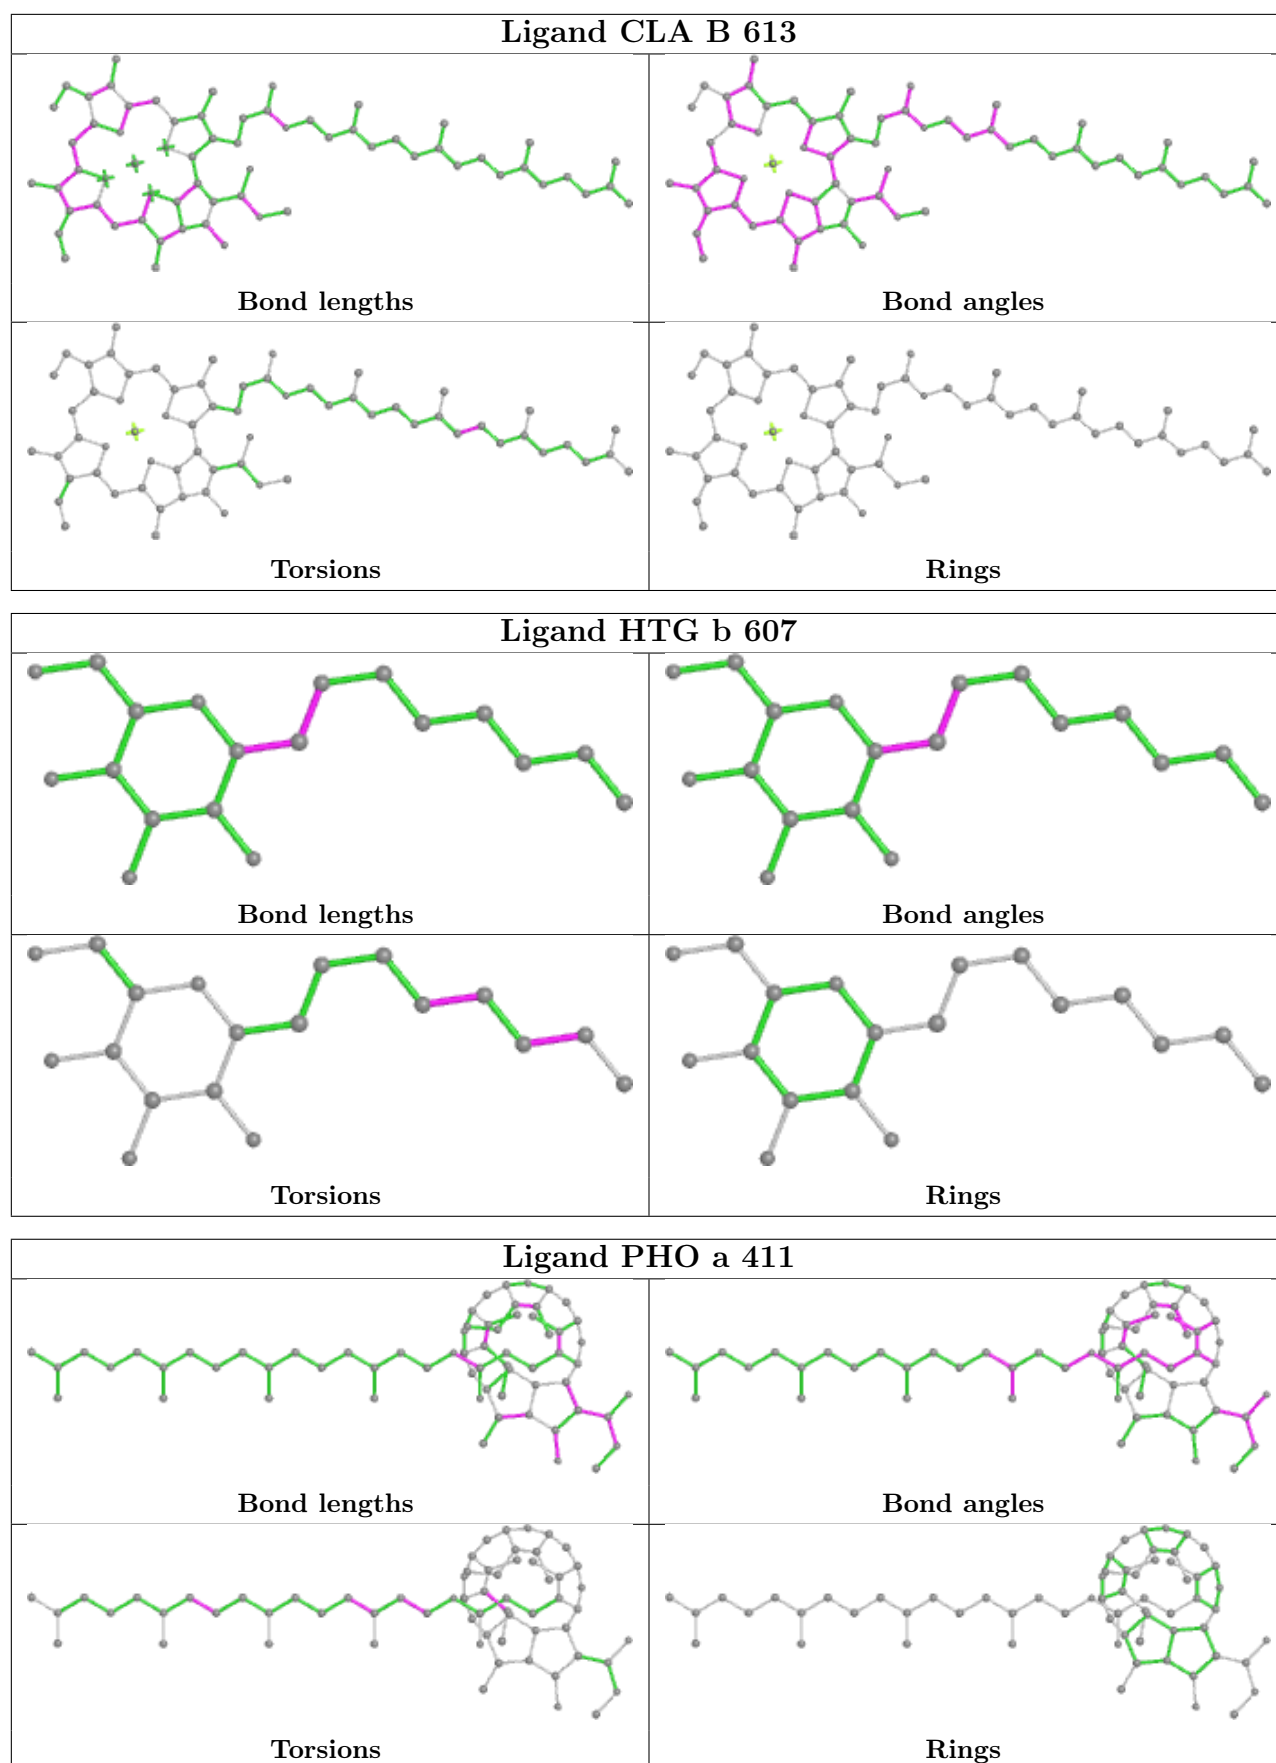 Ligand CLA B 613
Bond lengths
Bond angles
Torsions
Rings
Ligand HTG b 607
Bond lengths
Bond angles
Torsions
Rings
Ligand PHO a 411
Bond lengths
Bond angles
Torsions
Rings